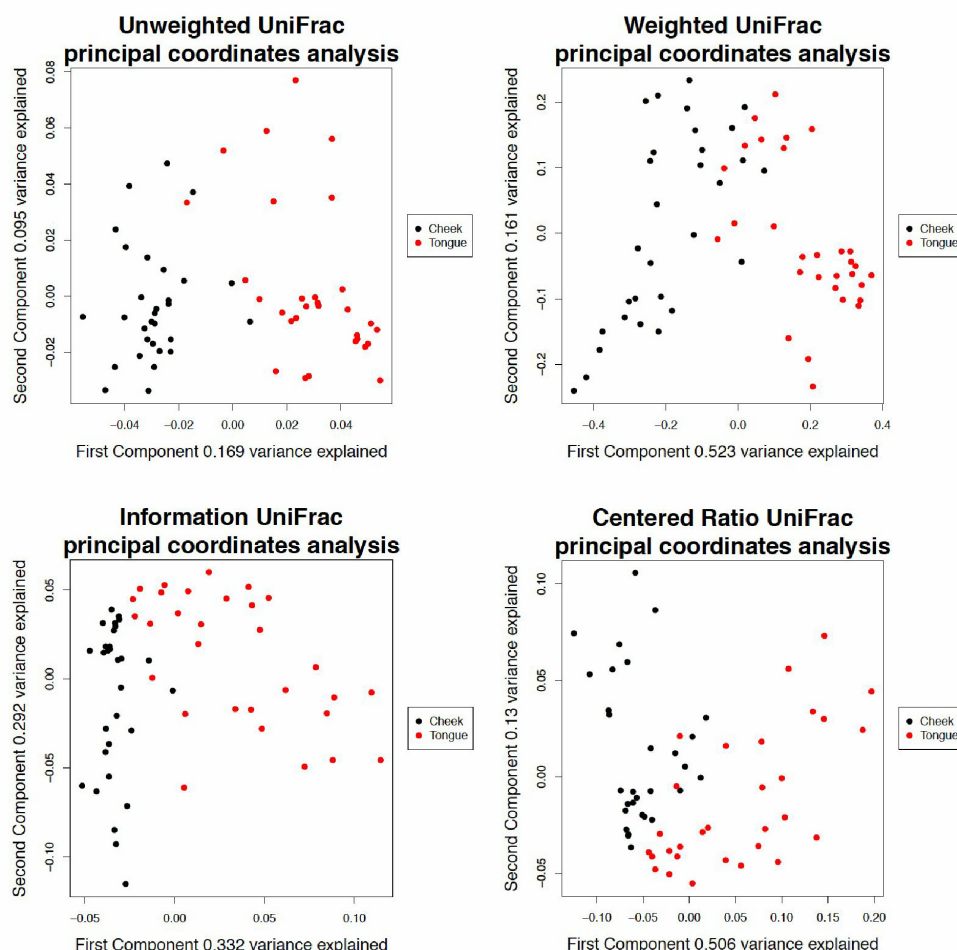 Unweighted UniFrac
principal coordinates analysis
Second Component 0.095 variance explained
0.08
0.06
0.04
0.02
0.00
−0.02
−0.04
−0.02
0.00
0.02
0.04
First Component 0.169 variance explained
Cheek
Tongue
Weighted UniFrac
principal coordinates analysis
Second Component 0.161 variance explained
0.2
0.1
0.0
−0.1
−0.2
−0.4
−0.2
0.0
0.2
0.4
First Component 0.523 variance explained
Cheek
Tongue
Information UniFrac
principal coordinates analysis
Second Component 0.292 variance explained
0.05
0.00
−0.05
−0.10
−0.05
0.00
0.05
0.10
First Component 0.332 variance explained
Cheek
Tongue
Centered Ratio UniFrac
principal coordinates analysis
Second Component 0.13 variance explained
0.10
0.05
0.00
−0.05
−0.10
−0.05
0.00
0.05
0.10
0.15
0.20
First Component 0.506 variance explained
Cheek
Tongue